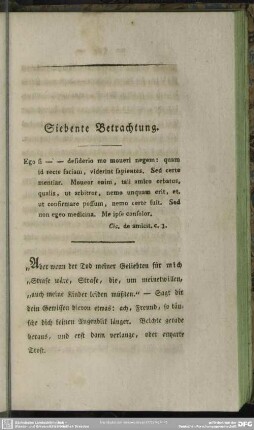 Siebente Betrachtung.
Ego si — — desiderio me moveri negem: quam
id recte faciam, viderint sapientes. Sed certe
mentiar. Moveor enim, tali amico orbatus,
qualis, ut arbitror, nemo unquam erit, et,
ut confirmare possum, nemo certe fuit. Sed
non egeo medicina. Me ipse consolor.
Cic. de amicit. c. 3.
„Aber wenn der Tod meiner Geliebten für mich
„Strafe wäre, Strafe, die, um meinetwillen,
„auch meine Kinder leiden müßten.“ — Sagt dir
dein Gewissen hievon etwas: ach, Freund, so täu-
sche dich keinen Augenblick länger. Beichte gerade
heraus, und erst dann verlange, oder erwarte
Trost.